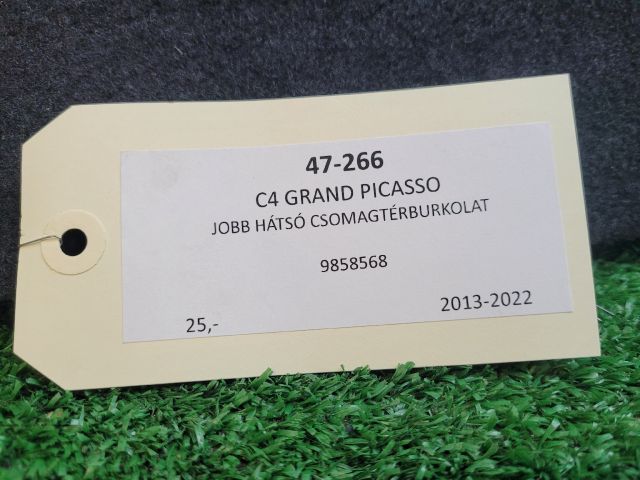 47-266
C4 GRAND PICASSO
JOBB HÁTSÓ CSOMAGTÉRBURKOLAT
9858568
25,-
2013-2022